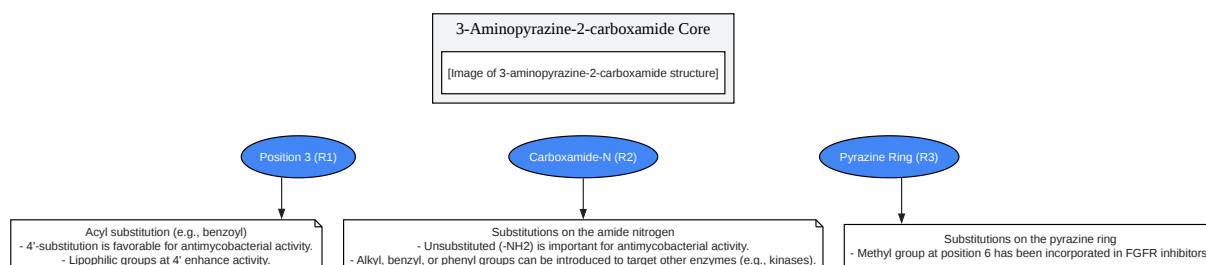 3-Aminopyrazine-2-carboxamide Core
[Image of 3-aminopyrazine-2-carboxamide structure]
Position 3 (R1)
Carboxamide-N (R2)
Pyrazine Ring (R3)
Acyl substitution (e.g., benzoyl)
- 4'-substitution is favorable for antimycobacterial activity.
- Lipophilic groups at 4' enhance activity.
Substitutions on the amide nitrogen
- Unsubstituted (-NH2) is important for antimycobacterial activity.
- Alkyl, benzyl, or phenyl groups can be introduced to target other enzymes (e.g., kinases).
Substitutions on the pyrazine ring
- Methyl group at position 6 has been incorporated in FGFR inhibitors